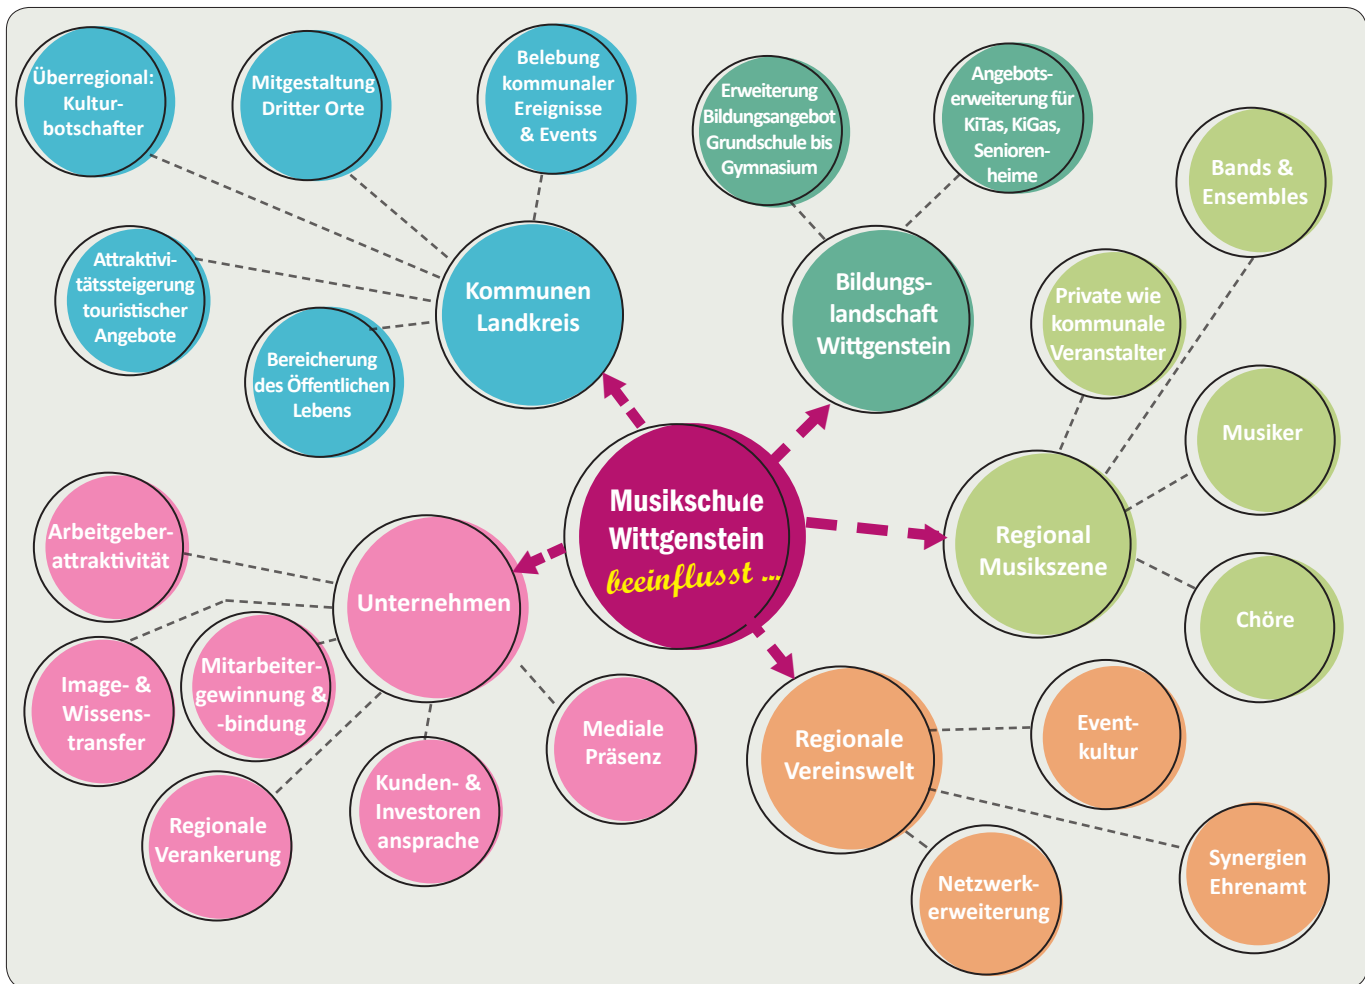 Überregional:
Kultur-
botschafter
Mitgestaltung
Dritter Orte
Belebung
kommunaler
Ereignisse
& Events
Attraktivi-
tätssteigerung
touristischer
Angebote
Bereicherung
des Öffentlichen
Lebens
Kommunen
Landkreis
Erweiterung
Bildungsangebot
Grundschule bis
Gymnasium
Angebots-
erweiterung für
KiTas, KiGas,
Senioren-
heime
Bildungs-
landschaft
Wittgenstein
Bands &
Ensembles
Private wie
kommunale
Veranstalter
Musiker
Chöre
Regional
Musikszene
Musikschule
Wittgenstein
beeinflusst ...
Arbeitgeber-
attraktivität
Unternehmen
Image- &
Wissens-
transfer
Mitarbeiter-
gewinnung &
-bindung
Regionale
Verankerung
Kunden- &
Investoren
ansprache
Mediale
Präsenz
Regionale
Vereinswelt
Event-
kultur
Synergien
Ehrenamt
Netzwerk-
erweiterung